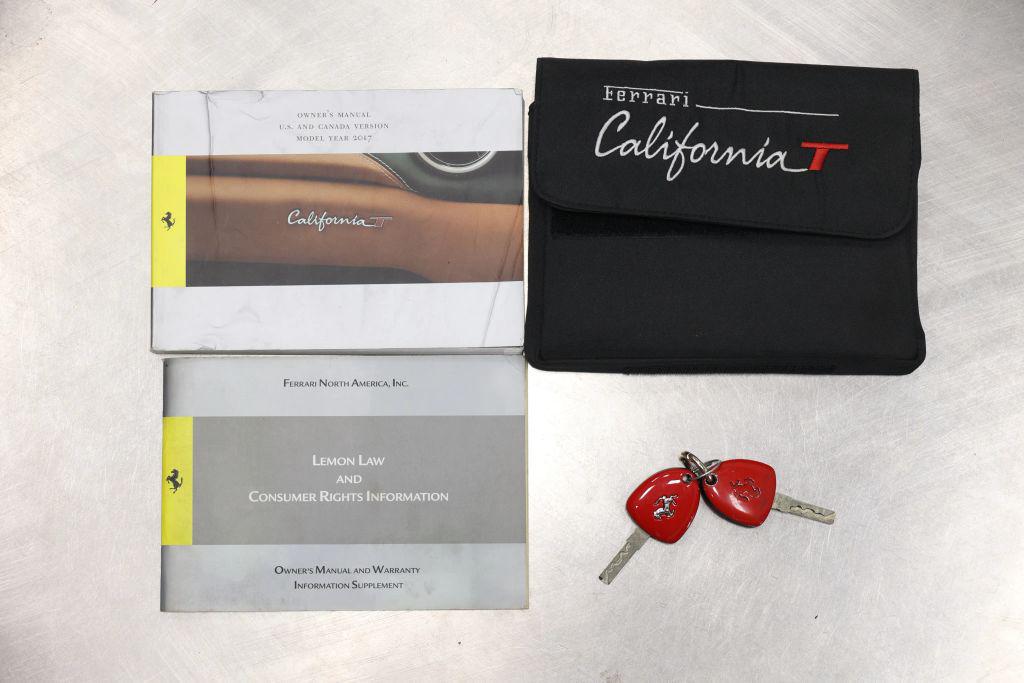 OWNER'S MANUAL
U.S. AND CANADA VERSION
MODEL YEAR 2017
California T
Ferrari
California T
FERRARI NORTH AMERICA, INC.
LEMON LAW
AND
CONSUMER RIGHTS INFORMATION
OWNER'S MANUAL AND WARRANTY
INFORMATION SUPPLEMENT